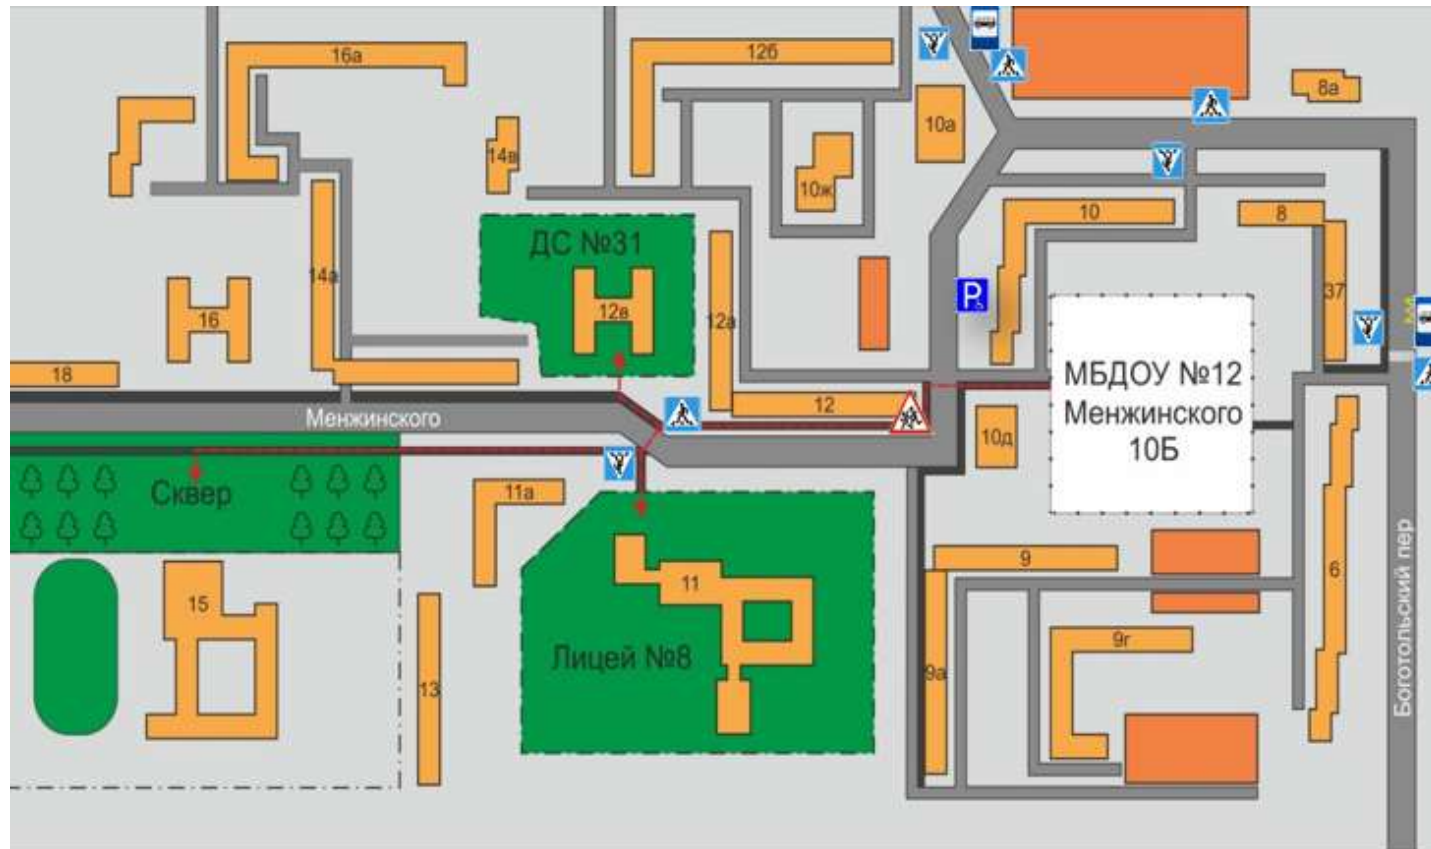 16а
12б
8а
10а
14в
10ж
10
8
ДС №31
14а
16
12в
12а
P
37
18
МБДОУ №12
Менжинского
10Б
12
Менжинского
10д
Сквер
11а
9
6
11
15
9г
Лицей №8
9а
13
Боготольский пер